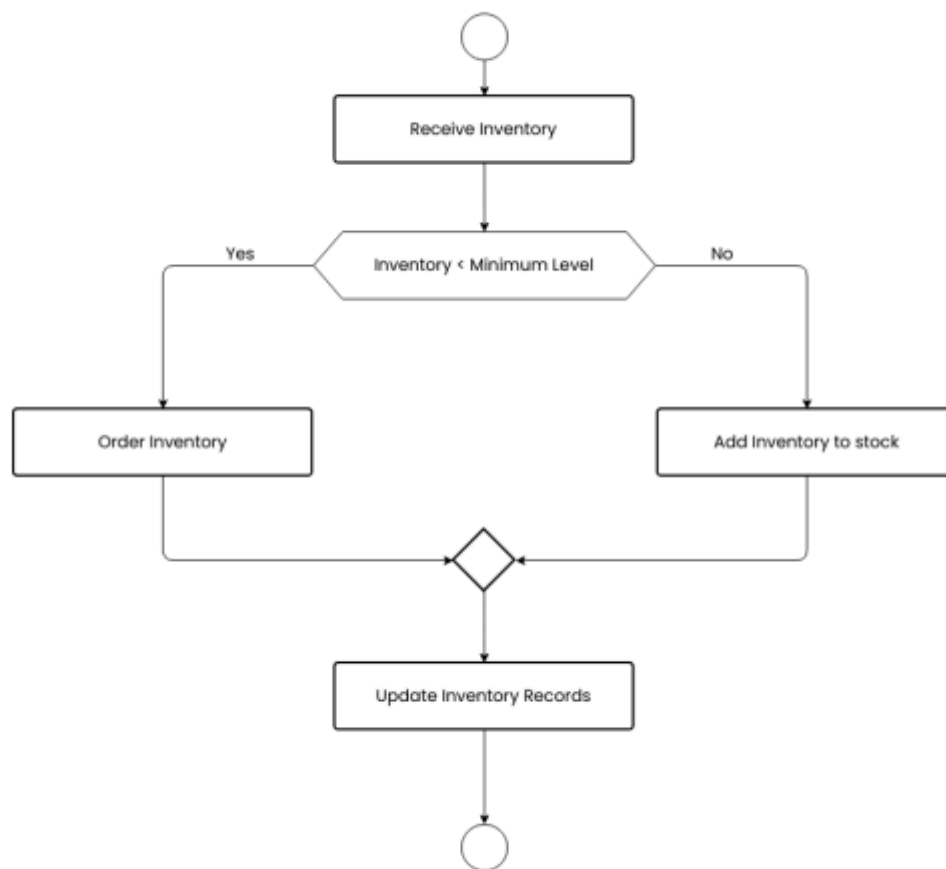 Receive Inventory
Yes
Inventory < Minimum Level
No
Order Inventory
Add Inventory to stock
Update Inventory Records